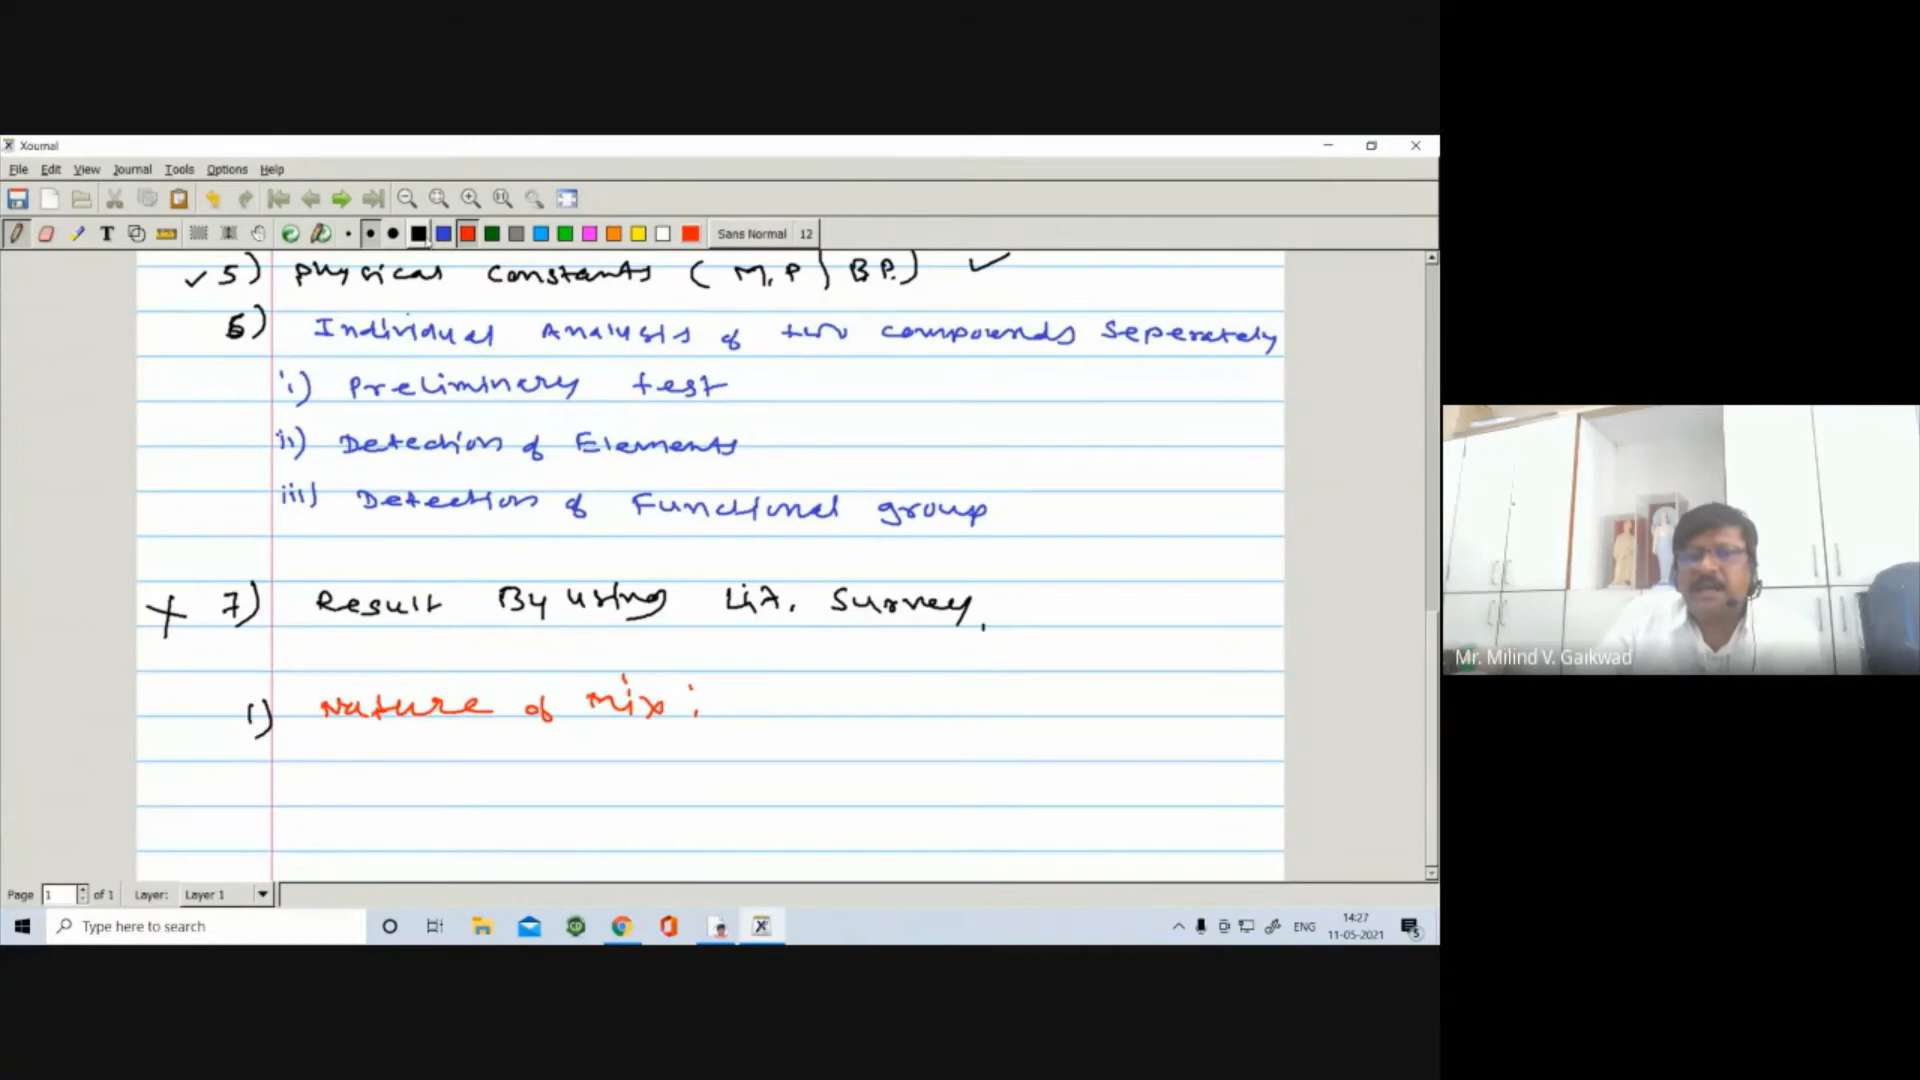 Xournal
File Edit View Journal Tools Options Help
Sans Normal 12
✓ 5) Physical Constants ( M.P / B.P.) ✓
6) Individual Analysis of two compounds Seperately
i) Preliminary test
ii) Detection of Elements
iii) Detection of Functional group
7) Result By using Lit. Survey.
1) Nature of Mix :
Mr. Milind V. Gaikwad
Page 1 of 1 Layer: Layer 1
Type here to search
ENG
14:27
11-05-2021
5